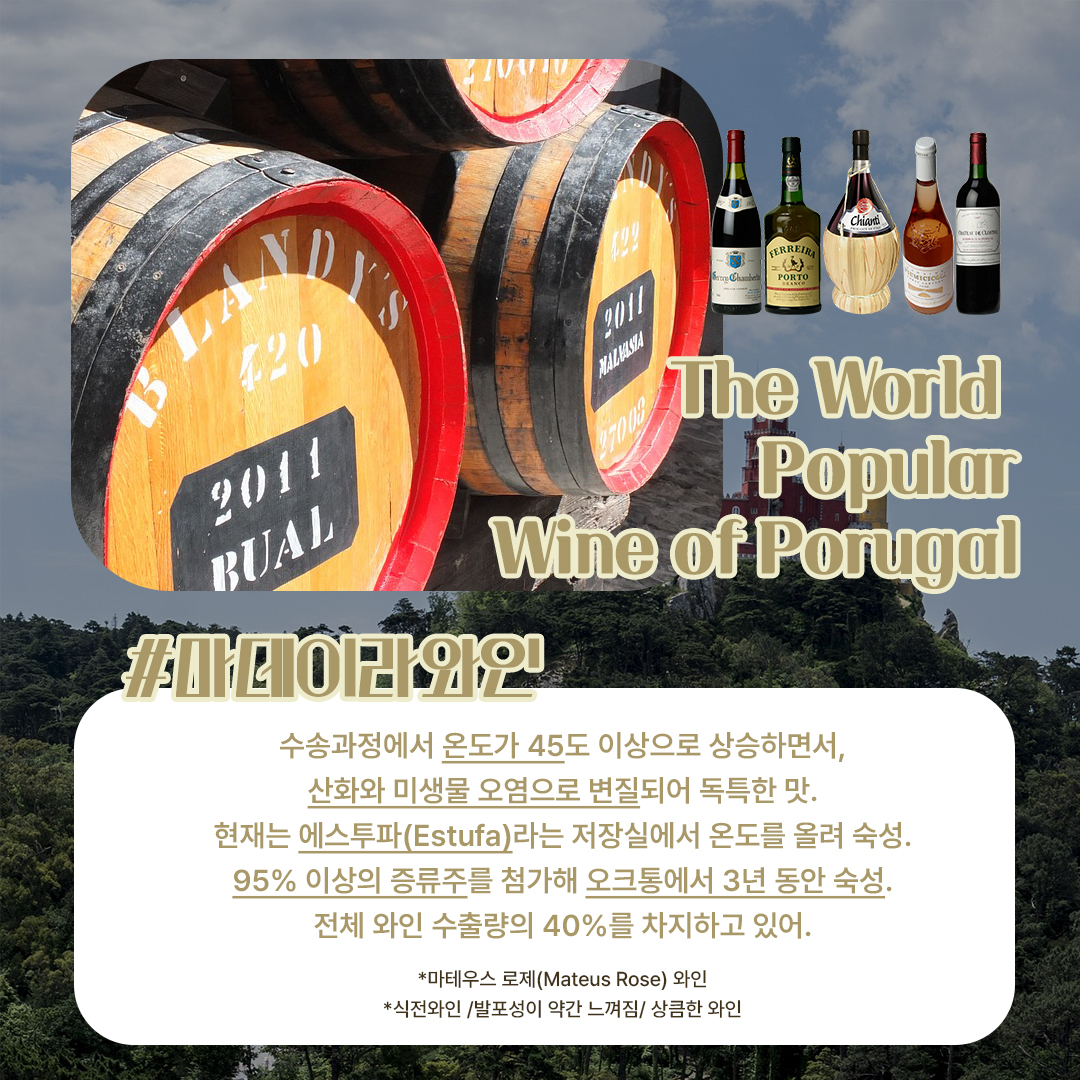 270010
BLANDY'S
420
2011
BUAL
422
2011
MALVASIA
27003
FERREIRA
PORTO
BRANCO
Chianti
The World
Popular
Wine of Porugal
#마데이라와인
수송과정에서 온도가 45도 이상으로 상승하면서,
산화와 미생물 오염으로 변질되어 독특한 맛.
현재는 에스투파(Estufa)라는 저장실에서 온도를 올려 숙성.
95% 이상의 증류주를 첨가해 오크통에서 3년 동안 숙성.
전체 와인 수출량의 40%를 차지하고 있어.
*마테우스 로제(Mateus Rose) 와인
*식전와인 /발포성이 약간 느껴짐/ 상큼한 와인